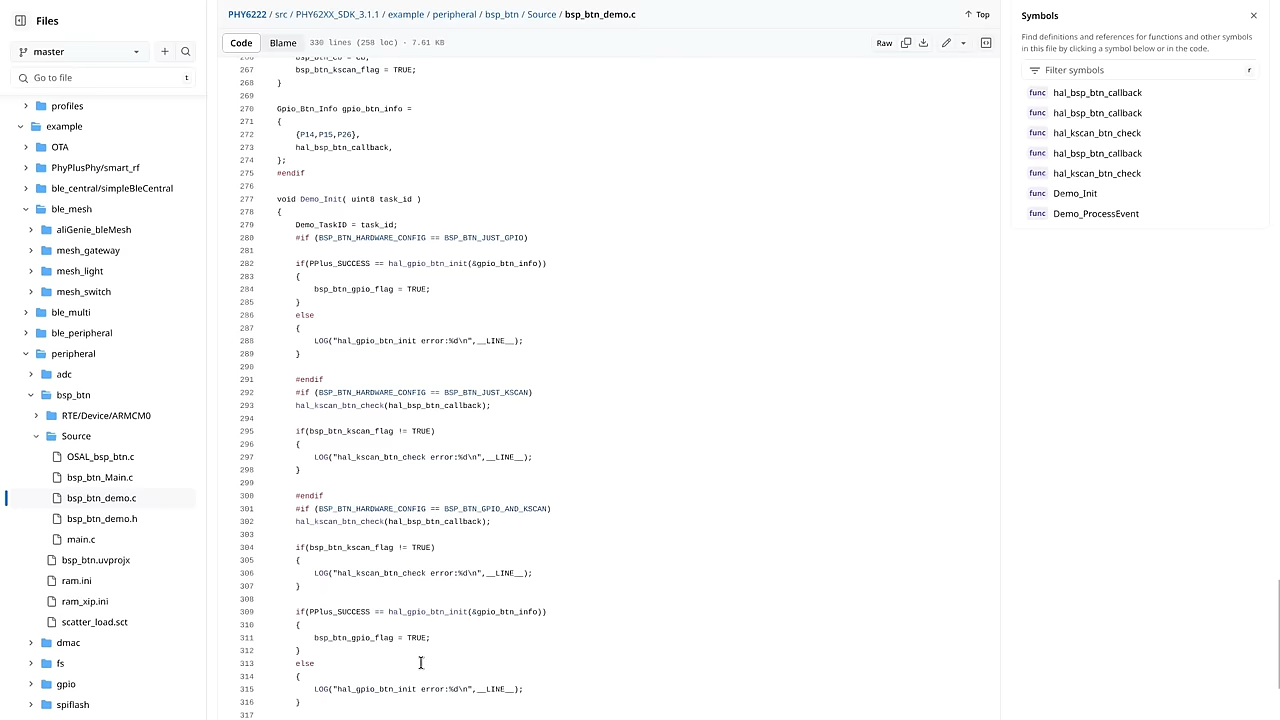 Files
master
Go to file
t
profiles
example
OTA
PhyPlusPhy/smart_rf
ble_central/simpleBleCentral
ble_mesh
aliGenie_bleMesh
mesh_gateway
mesh_light
mesh_switch
ble_multi
ble_peripheral
peripheral
adc
bsp_btn
RTE/Device/ARMCM0
Source
OSAL_bsp_btn.c
bsp_btn_Main.c
bsp_btn_demo.c
bsp_btn_demo.h
main.c
bsp_btn.uvprojx
ram.ini
ram_xip.ini
scatter_load.sct
dmac
fs
gpio
spiflash
PHY6222 / src / PHY62XX_SDK_3.1.1 / example / peripheral / bsp_btn / Source / bsp_btn_demo.c
Top
Code Blame 330 lines (258 loc) · 7.61 KB
Raw
267 bsp_btn_kscan_flag = TRUE;
268 }
269
270 Gpio_Btn_Info gpio_btn_info =
271 {
272 {P14,P15,P26},
273 hal_bsp_btn_callback,
274 };
275 #endif
276
277 void Demo_Init( uint8 task_id )
278 {
279 Demo_TaskID = task_id;
280 #if (BSP_BTN_HARDWARE_CONFIG == BSP_BTN_JUST_GPIO)
281
282 if(PPlus_SUCCESS == hal_gpio_btn_init(&gpio_btn_info))
283 {
284 bsp_btn_gpio_flag = TRUE;
285 }
286 else
287 {
288 LOG("hal_gpio_btn_init error:%d\n",__LINE__);
289 }
290
291 #endif
292 #if (BSP_BTN_HARDWARE_CONFIG == BSP_BTN_JUST_KSCAN)
293 hal_kscan_btn_check(hal_bsp_btn_callback);
294
295 if(bsp_btn_kscan_flag != TRUE)
296 {
297 LOG("hal_kscan_btn_check error:%d\n",__LINE__);
298 }
299
300 #endif
301 #if (BSP_BTN_HARDWARE_CONFIG == BSP_BTN_GPIO_AND_KSCAN)
302 hal_kscan_btn_check(hal_bsp_btn_callback);
303
304 if(bsp_btn_kscan_flag != TRUE)
305 {
306 LOG("hal_kscan_btn_check error:%d\n",__LINE__);
307 }
308
309 if(PPlus_SUCCESS == hal_gpio_btn_init(&gpio_btn_info))
310 {
311 bsp_btn_gpio_flag = TRUE;
312 }
313 else
314 {
315 LOG("hal_gpio_btn_init error:%d\n",__LINE__);
316 }
317
Symbols
Find definitions and references for functions and other symbols
in this file by clicking a symbol below or in the code.
Filter symbols
r
func hal_bsp_btn_callback
func hal_bsp_btn_callback
func hal_kscan_btn_check
func hal_bsp_btn_callback
func hal_kscan_btn_check
func Demo_Init
func Demo_ProcessEvent